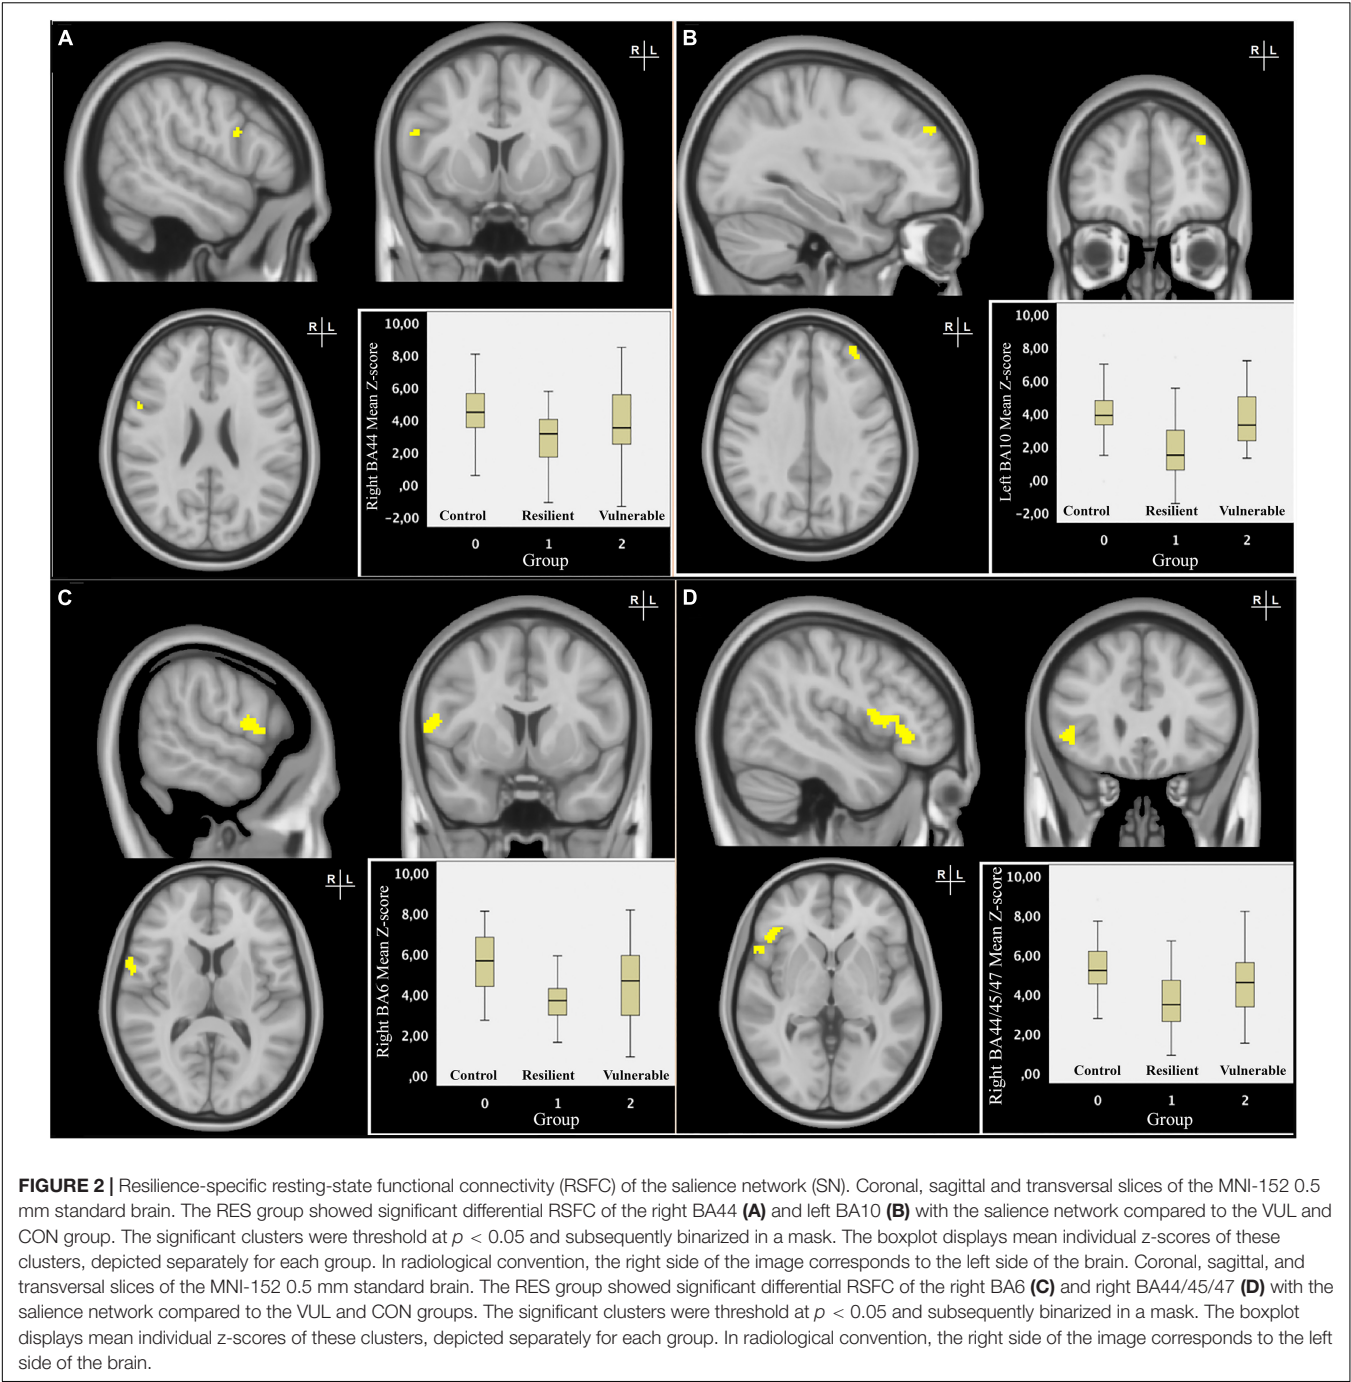 A
R L
R L
10,00
8,00
6,00
4,00
2,00
,00
−2,00
Right BA44 Mean Z-score
Control Resilient Vulnerable
0 1 2
Group
B
R L
R L
10,00
8,00
6,00
4,00
2,00
,00
−2,00
Left BA10 Mean Z-score
Control Resilient Vulnerable
0 1 2
Group
C
R L
R L
10,00
8,00
6,00
4,00
2,00
,00
Right BA6 Mean Z-score
Control Resilient Vulnerable
0 1 2
Group
D
R L
R L
10,00
8,00
6,00
4,00
2,00
,00
Right BA44/45/47 Mean Z-score
Control Resilient Vulnerable
0 1 2
Group
FIGURE 2 | Resilience-specific resting-state functional connectivity (RSFC) of the salience network (SN). Coronal, sagittal and transversal slices of the MNI-152 0.5
mm standard brain. The RES group showed significant differential RSFC of the right BA44 (A) and left BA10 (B) with the salience network compared to the VUL and
CON group. The significant clusters were threshold at p < 0.05 and subsequently binarized in a mask. The boxplot displays mean individual z-scores of these
clusters, depicted separately for each group. In radiological convention, the right side of the image corresponds to the left side of the brain. Coronal, sagittal, and
transversal slices of the MNI-152 0.5 mm standard brain. The RES group showed significant differential RSFC of the right BA6 (C) and right BA44/45/47 (D) with the
salience network compared to the VUL and CON groups. The significant clusters were threshold at p < 0.05 and subsequently binarized in a mask. The boxplot
displays mean individual z-scores of these clusters, depicted separately for each group. In radiological convention, the right side of the image corresponds to the left
side of the brain.